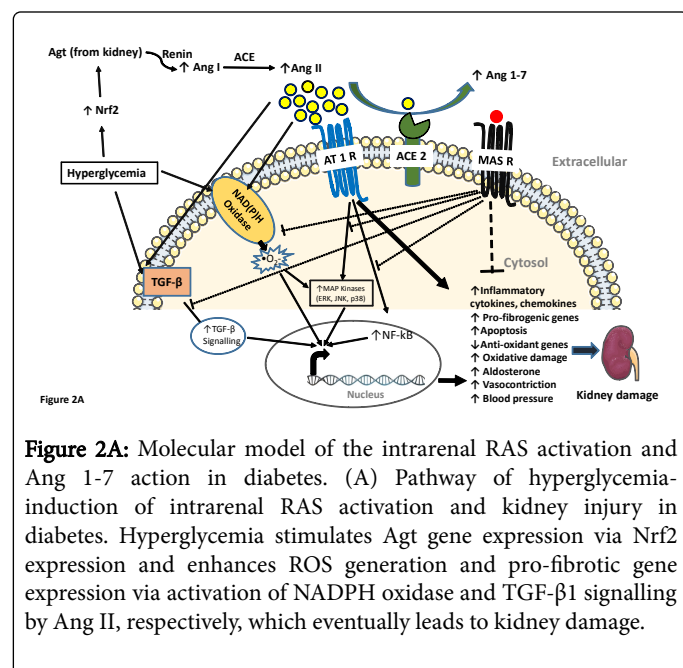 Agt (from kidney)
Renin
↑ Ang I
ACE
↑Ang II
↑ Ang 1-7
↑ Nrf2
Hyperglycemia
NAD(P)H
Oxidase
AT 1 R
ACE 2
MAS R
Extracellular
•O2-
Cytosol
TGF-β
↑MAP Kinases
(ERK, JNK, p38)
↑TGF-β
Signalling
↑NF-kB
Nucleus
↑Inflammatory
cytokines, chemokines
↑ Pro-fibrogenic genes
↑Apoptosis
↓Anti-oxidant genes
↑ Oxidative damage
↑ Aldosterone
↑ Vasocontriction
↑ Blood pressure
Kidney damage
Figure 2A
Figure 2A: Molecular model of the intrarenal RAS activation and
Ang 1-7 action in diabetes. (A) Pathway of hyperglycemia-
induction of intrarenal RAS activation and kidney injury in
diabetes. Hyperglycemia stimulates Agt gene expression via Nrf2
expression and enhances ROS generation and pro-fibrotic gene
expression via activation of NADPH oxidase and TGF-β1 signalling
by Ang II, respectively, which eventually leads to kidney damage.